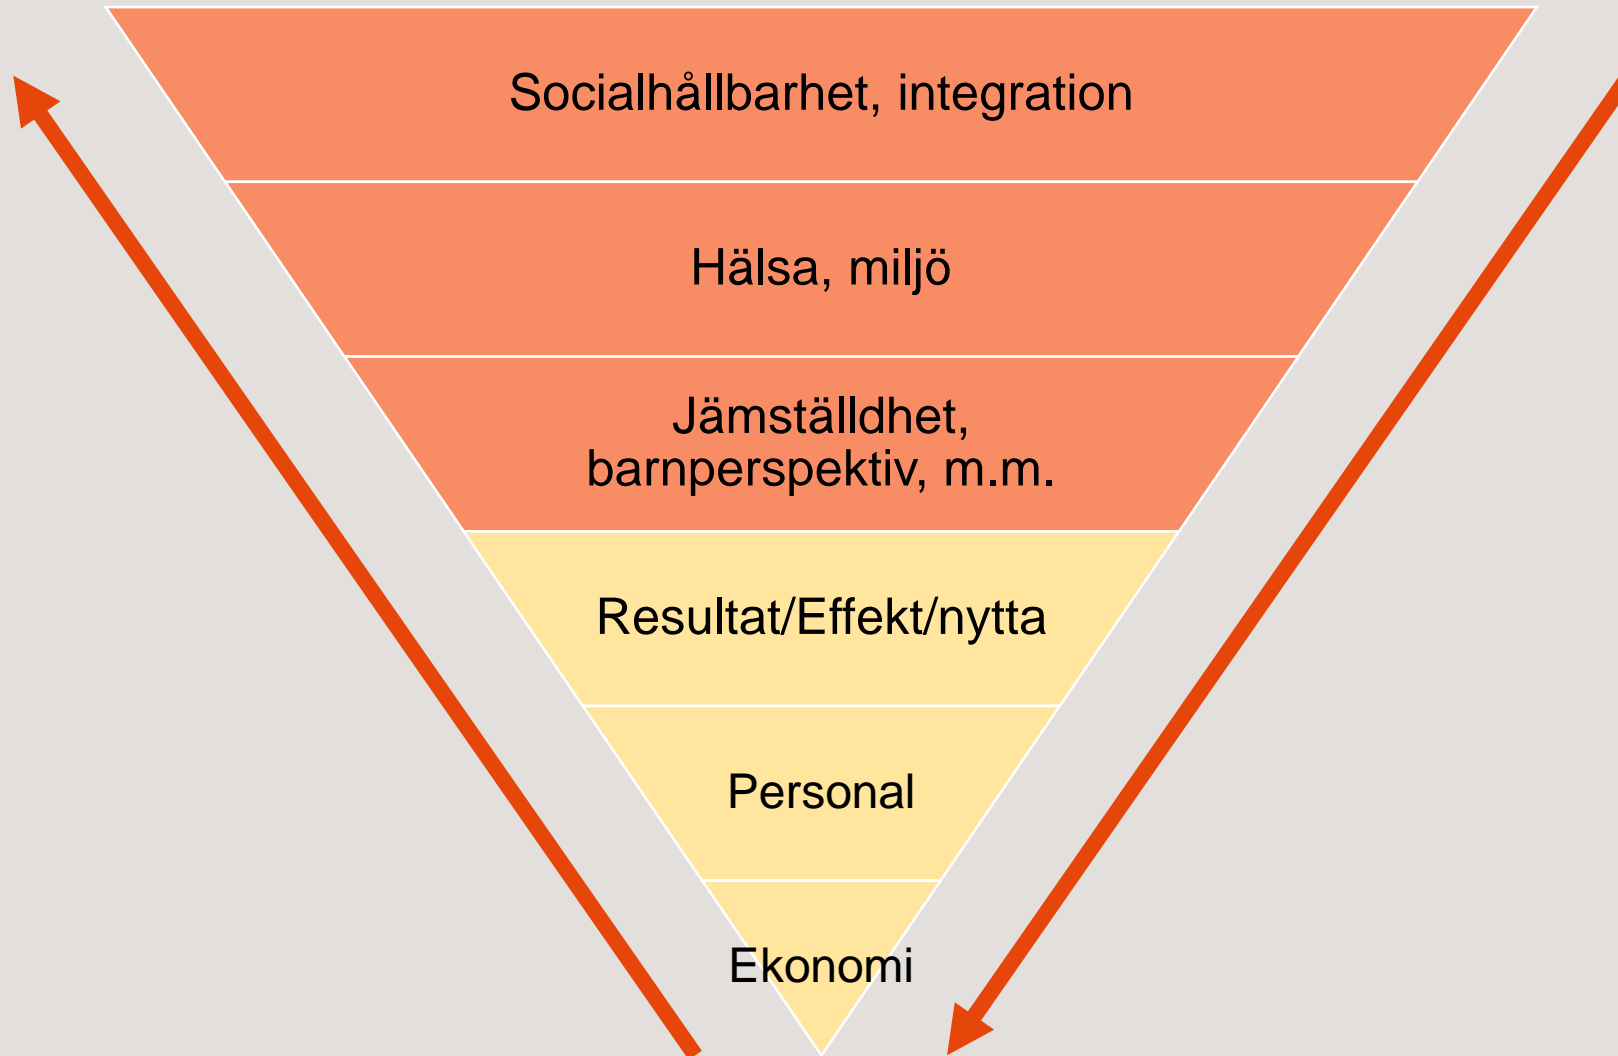 Socialhållbarhet, integration
Hälsa, miljö
Jämställdhet,
barnperspektiv, m.m.
Resultat/Effekt/nytta
Personal
Ekonomi